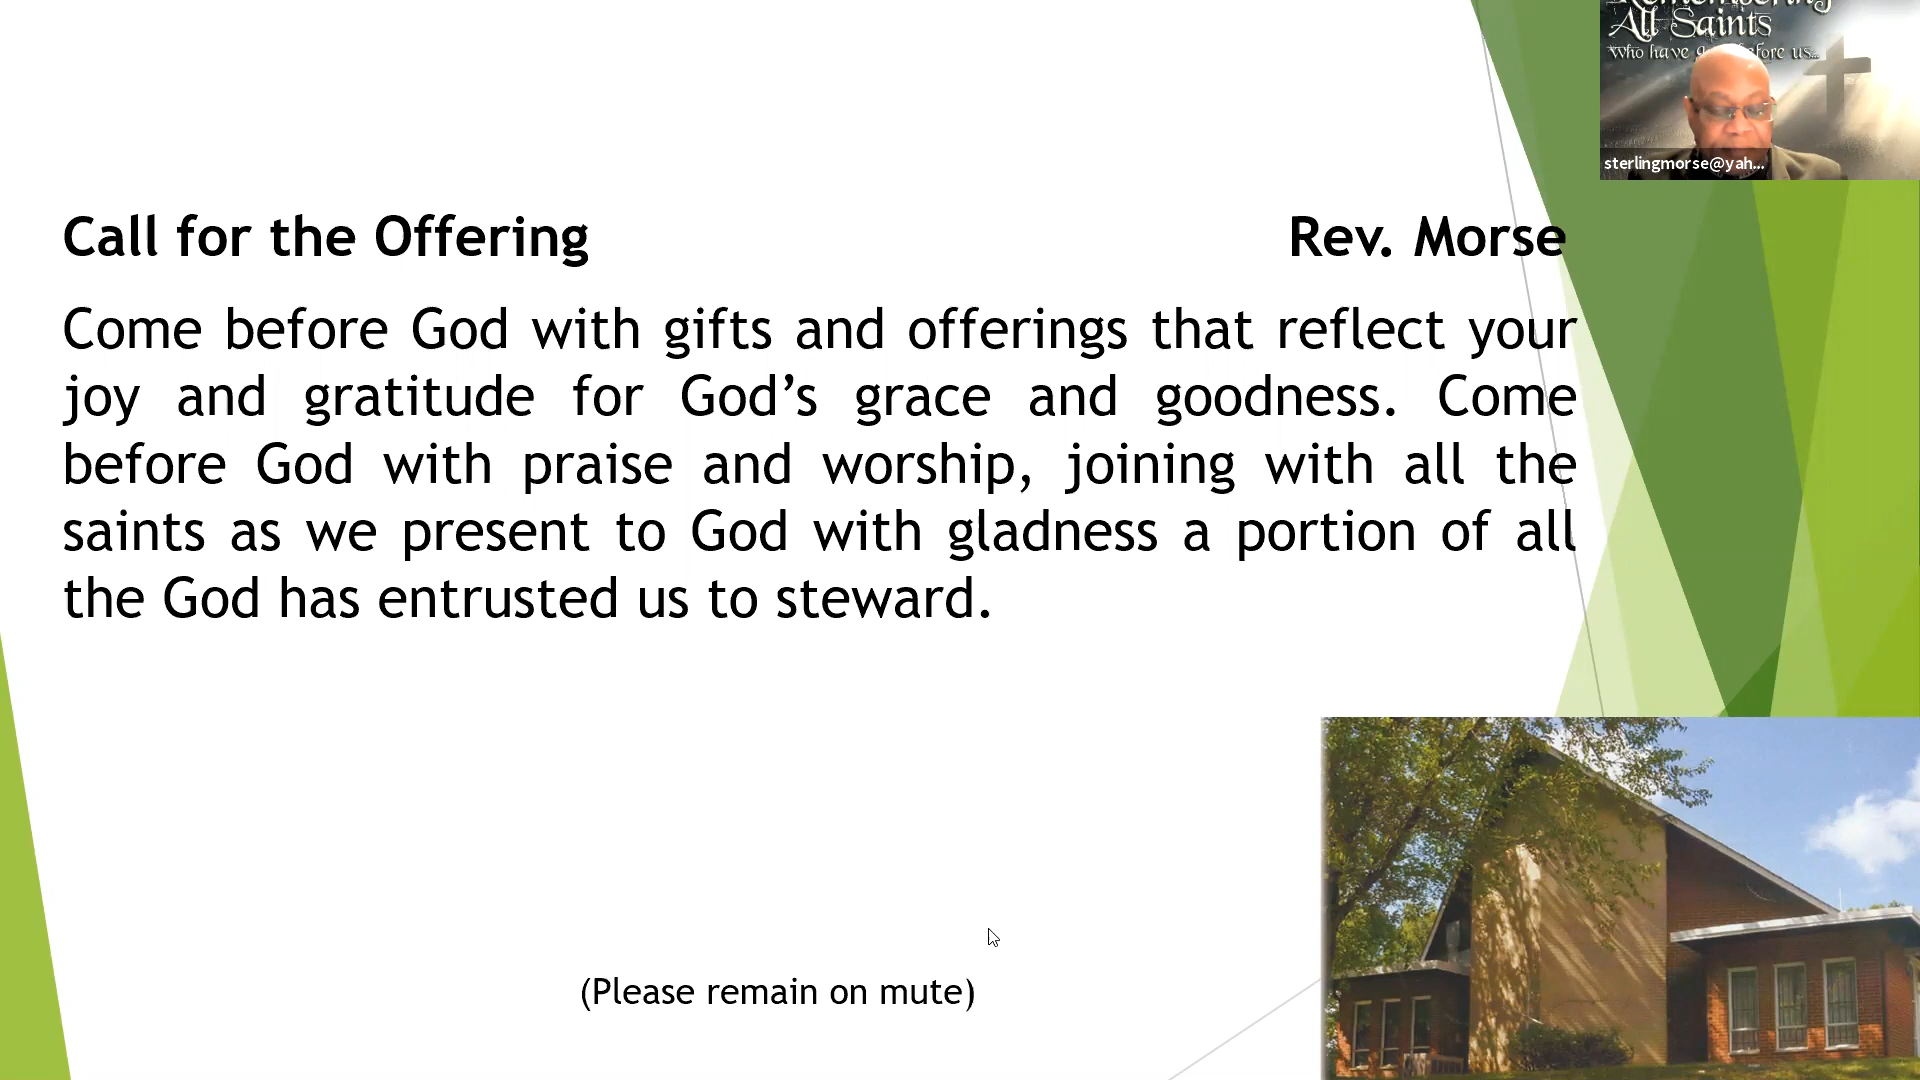 Remembering
All Saints
Who have before us...
sterlingmorse@yah...
Call for the Offering Rev. Morse
Come before God with gifts and offerings that reflect your
joy and gratitude for God’s grace and goodness. Come
before God with praise and worship, joining with all the
saints as we present to God with gladness a portion of all
the God has entrusted us to steward.
(Please remain on mute)